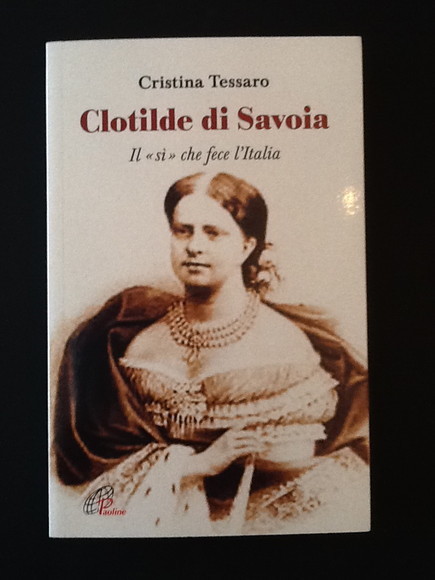 Cristina Tessaro
Clotilde di Savoia
Il «sì» che fece l'Italia
Paoline